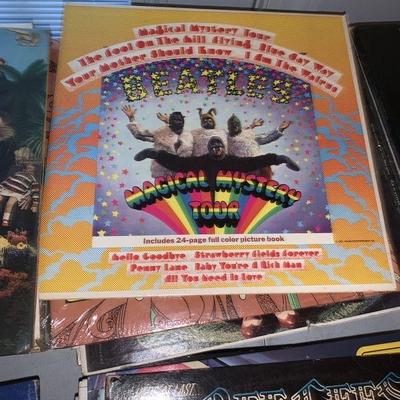 Magical Mystery Tour
The Fool On The Hill Flying Blue Jay Way
Your Mother Should Know I Am The Walrus
BEATLES
MAGICAL MYSTERY
TOUR
Includes 24-page full color picture book
Hello Goodbye Strawberry Fields Forever
Penny Lane Baby You're A Rich Man
All You Need Is Love